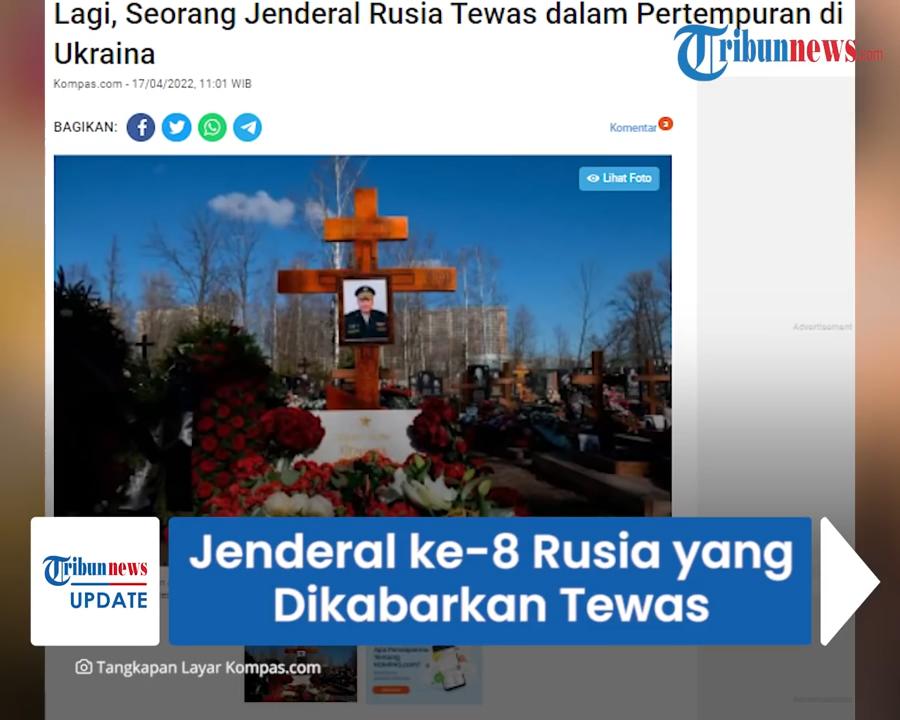 Lagi, Seorang Jenderal Rusia Tewas dalam Pertempuran di
Ukraina
Tribunnews.com
Kompas.com - 17/04/2022, 11:01 WIB
BAGIKAN:
Komentar 3
Lihat Foto
Advertisement
Tribunnews
UPDATE
Jenderal ke-8 Rusia yang
Dikabarkan Tewas
Tangkapan Layar Kompas.com
Advertisement